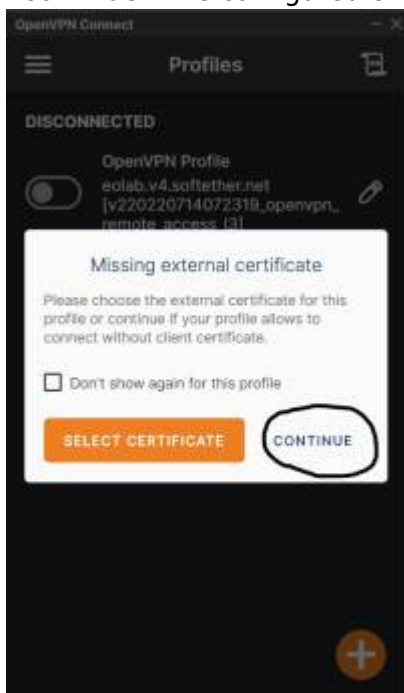 OpenVPN Connect
Profiles
DISCONNECTED
OpenVPN Profile
eolab.v4.softether.net
[v220220714072319_openvpn_
remote_access_l3]
Missing external certificate
Please choose the external certificate for this
profile or continue if your profile allows to
connect without client certificate.
Don't show again for this profile
SELECT CERTIFICATE
CONTINUE